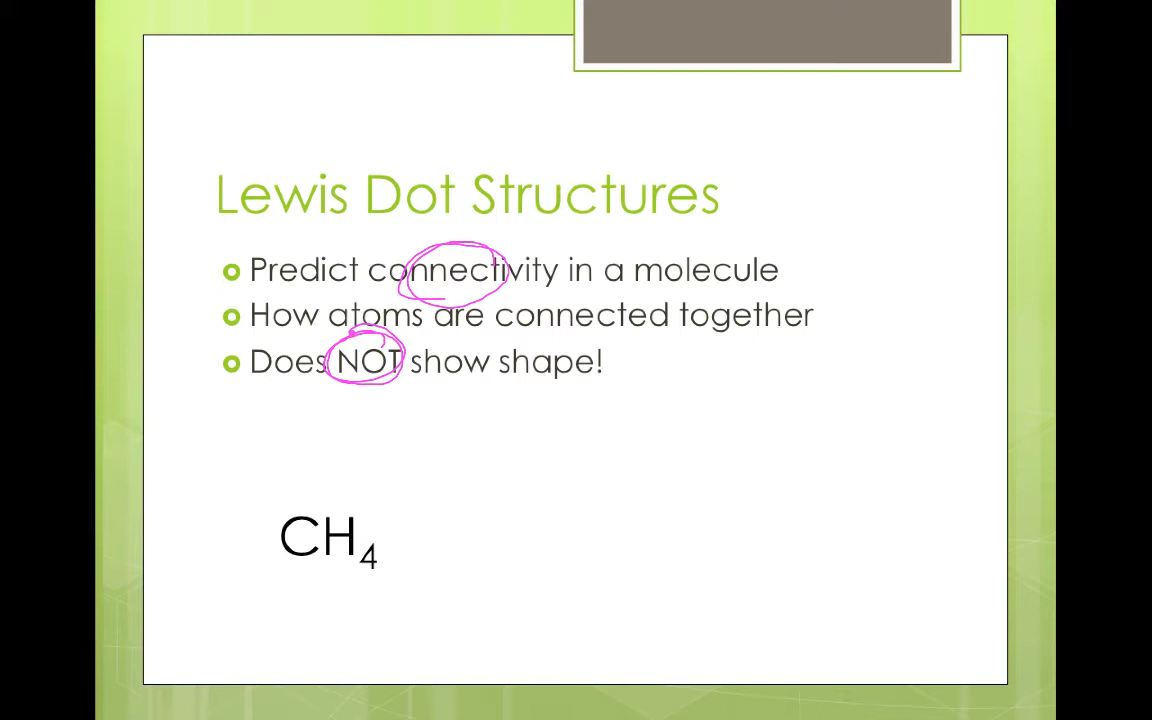 Lewis Dot Structures
Predict connectivity in a molecule
How atoms are connected together
Does NOT show shape!
CH₄